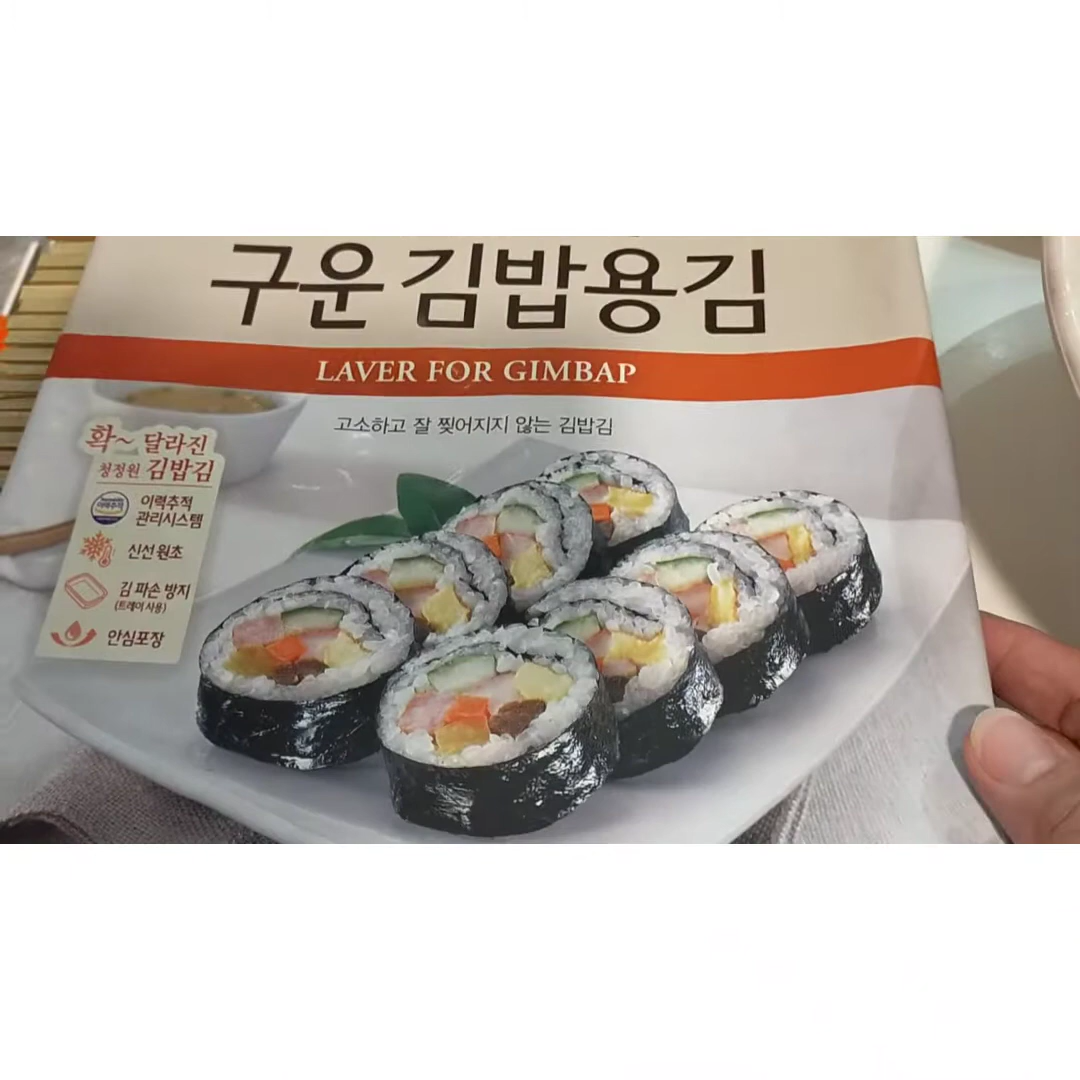 구운 김밥용김
LAVER FOR GIMBAP
고소하고 잘 찢어지지 않는 김밥김
확~ 달라진
청정원 김밥김
이력추적
관리시스템
신선 원초
김 파손 방지
(트레이 사용)
안심포장